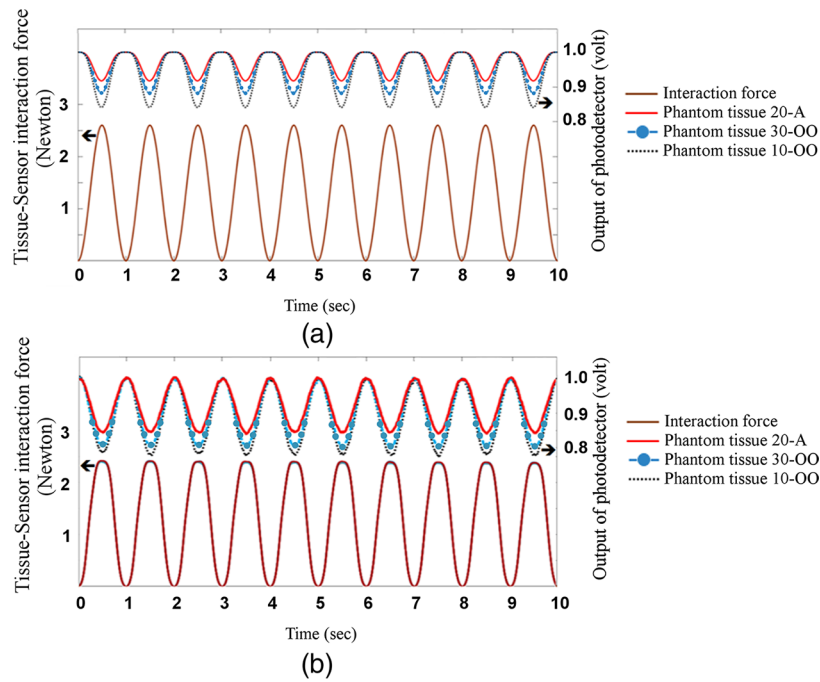 (a)
Tissue-Sensor interaction force
(Newton)
3
2
1
1.0
0.9
0.8
Output of photodetector (volt)
0 1 2 3 4 5 6 7 8 9 10
Time (sec)
Interaction force
Phantom tissue 20-A
Phantom tissue 30-OO
Phantom tissue 10-OO
(a)
Tissue-Sensor interaction force
(Newton)
3
2
1
1.0
0.9
0.8
Output of photodetector (volt)
0 1 2 3 4 5 6 7 8 9 10
Time (sec)
Interaction force
Phantom tissue 20-A
Phantom tissue 30-OO
Phantom tissue 10-OO
(b)